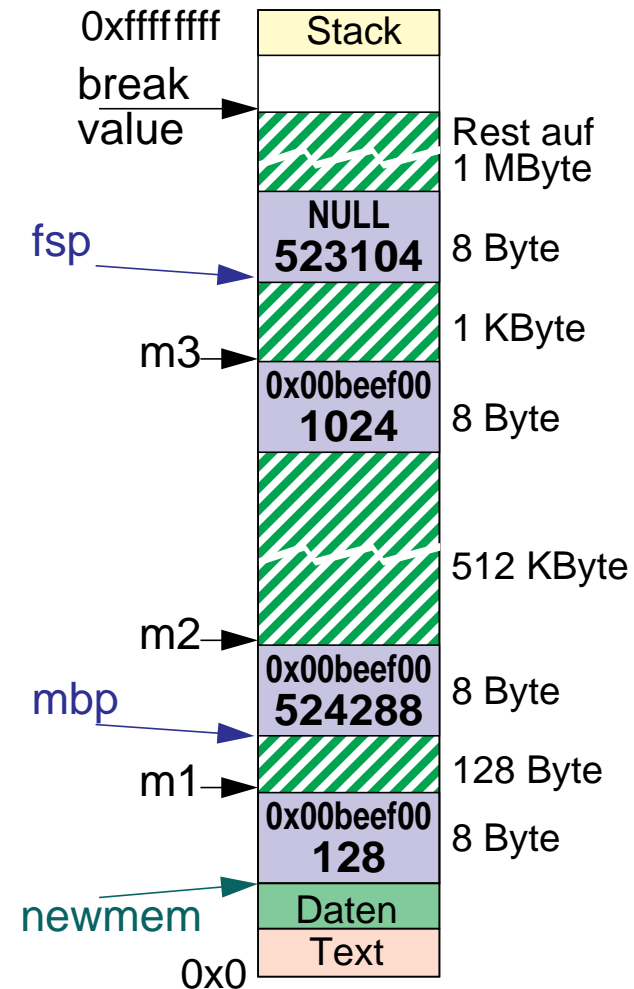 0xffffffff
Stack
break
value
Rest auf
1 MByte
NULL
523104
8 Byte
fsp
1 KByte
m3
0x00beef00
1024
8 Byte
512 KByte
m2
0x00beef00
524288
8 Byte
mbp
128 Byte
m1
0x00beef00
128
8 Byte
newmem
Daten
Text
0x0